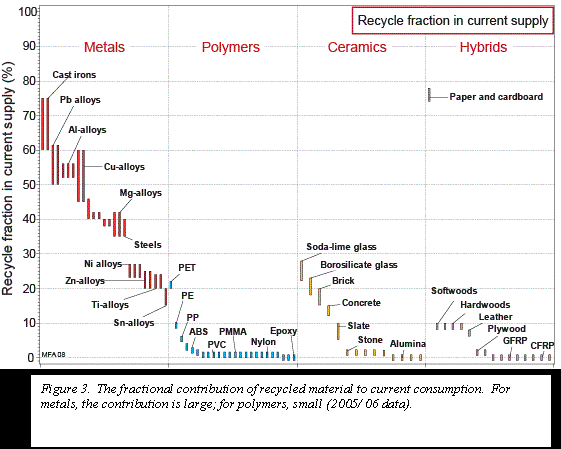 Recycle fraction in current supply
Metals
Polymers
Ceramics
Hybrids
Recycle fraction in current supply (%)
100
90
80
70
60
50
40
30
20
10
0
Cast irons
Pb alloys
Al-alloys
Cu-alloys
Mg-alloys
Steels
Ni alloys
Zn-alloys
Ti-alloys
Sn-alloys
PET
PE
PP
ABS
PVC
PMMA
Nylon
Epoxy
Soda-lime glass
Borosilicate glass
Brick
Concrete
Slate
Stone
Alumina
Paper and cardboard
Softwoods
Hardwoods
Leather
Plywood
GFRP
CFRP
MFA 08
Figure 3. The fractional contribution of recycled material to current consumption. For
metals, the contribution is large; for polymers, small (2005/ 06 data).